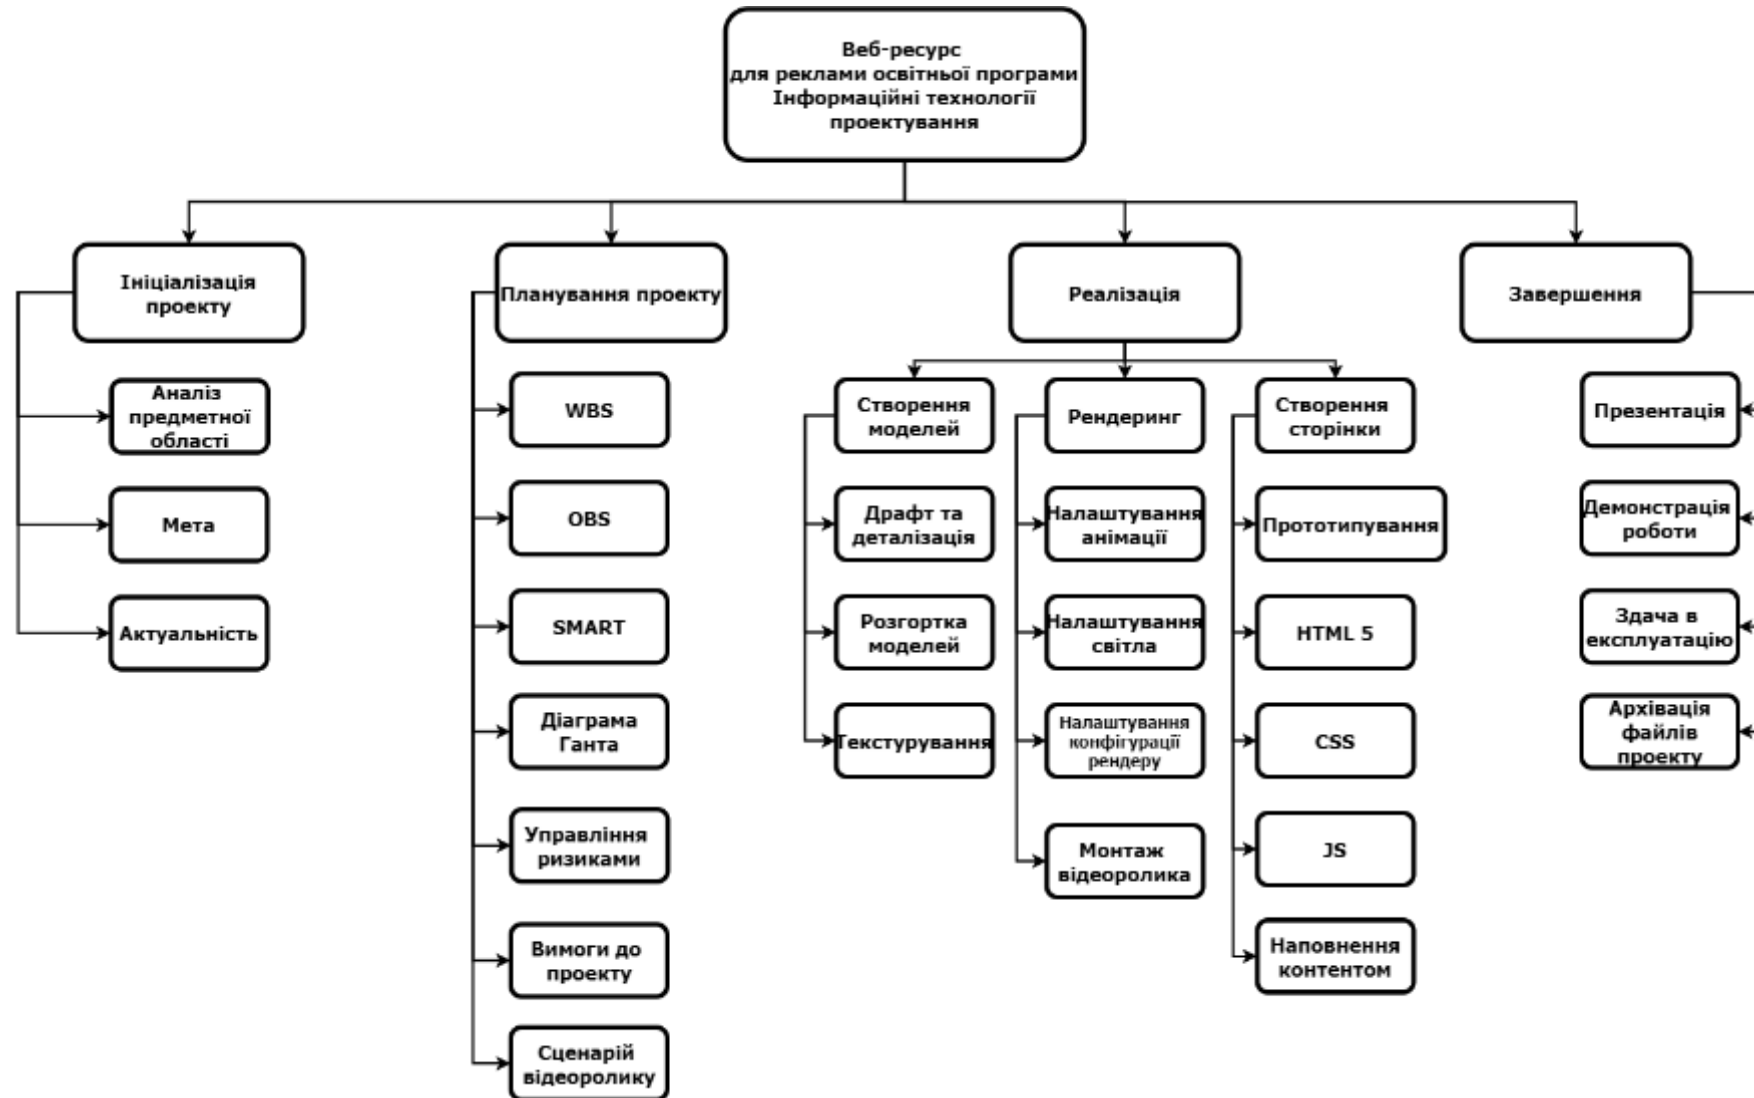 Веб-ресурс
для реклами освітньої програми
Інформаційні технології
проектування
Ініціалізація
проекту
Планування проекту
Реалізація
Завершення
Аналіз
предметної
області
Мета
Актуальність
WBS
OBS
SMART
Діаграма
Ганта
Управління
ризиками
Вимоги до
проекту
Сценарій
відеоролику
Створення
моделей
Драфт та
деталізація
Розгортка
моделей
Текстурування
Рендеринг
Налаштування
анімації
Налаштування
світла
Налаштування
конфігурації
рендеру
Монтаж
відеоролика
Створення
сторінки
Прототипування
HTML 5
CSS
JS
Наповнення
контентом
Презентація
Демонстрація
роботи
Здача в
експлуатацію
Архівація
файлів
проекту